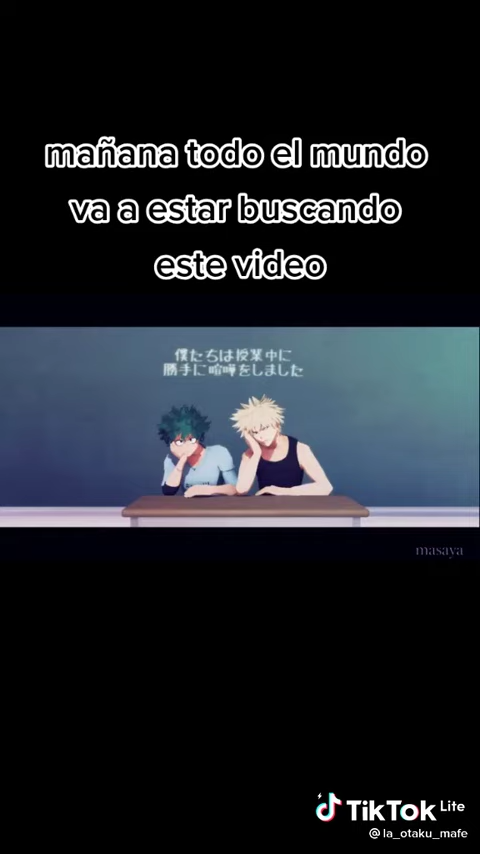 mañana todo el mundo
va a estar buscando
este video
僕たちは授業中に
勝手に喧嘩をしました
masaya
TikTok Lite
@la_otaku_mafe